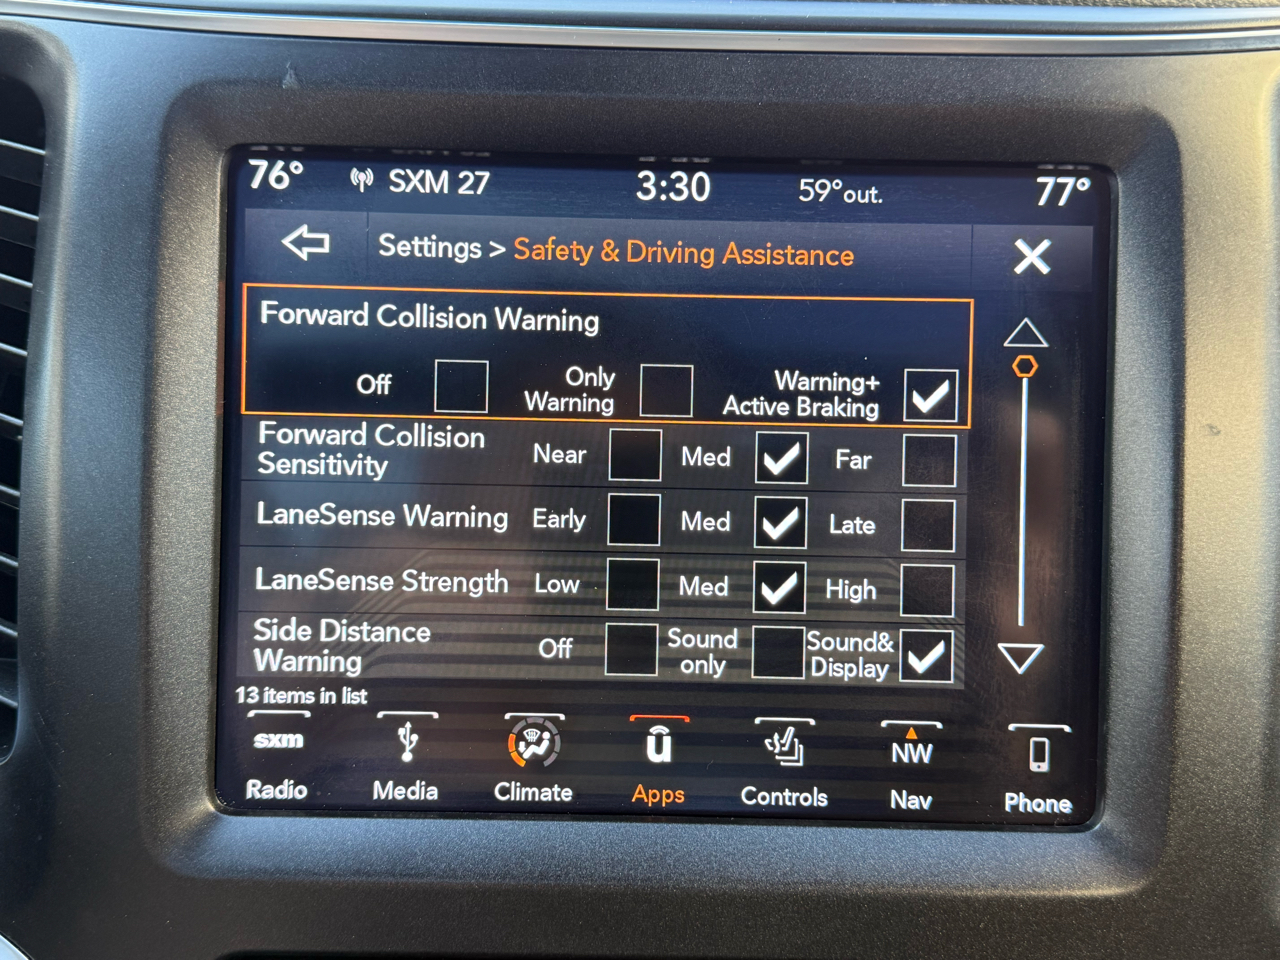 76° SXM 27 3:30 59°out. 77°
Settings > Safety & Driving Assistance
Forward Collision Warning
Off Only Warning Warning+ Active Braking
Forward Collision Sensitivity Near Med Far
LaneSense Warning Early Med Late
LaneSense Strength Low Med High
Side Distance Warning Off Sound only Sound& Display
13 items in list
sxm NW
Radio Media Climate Apps Controls Nav Phone